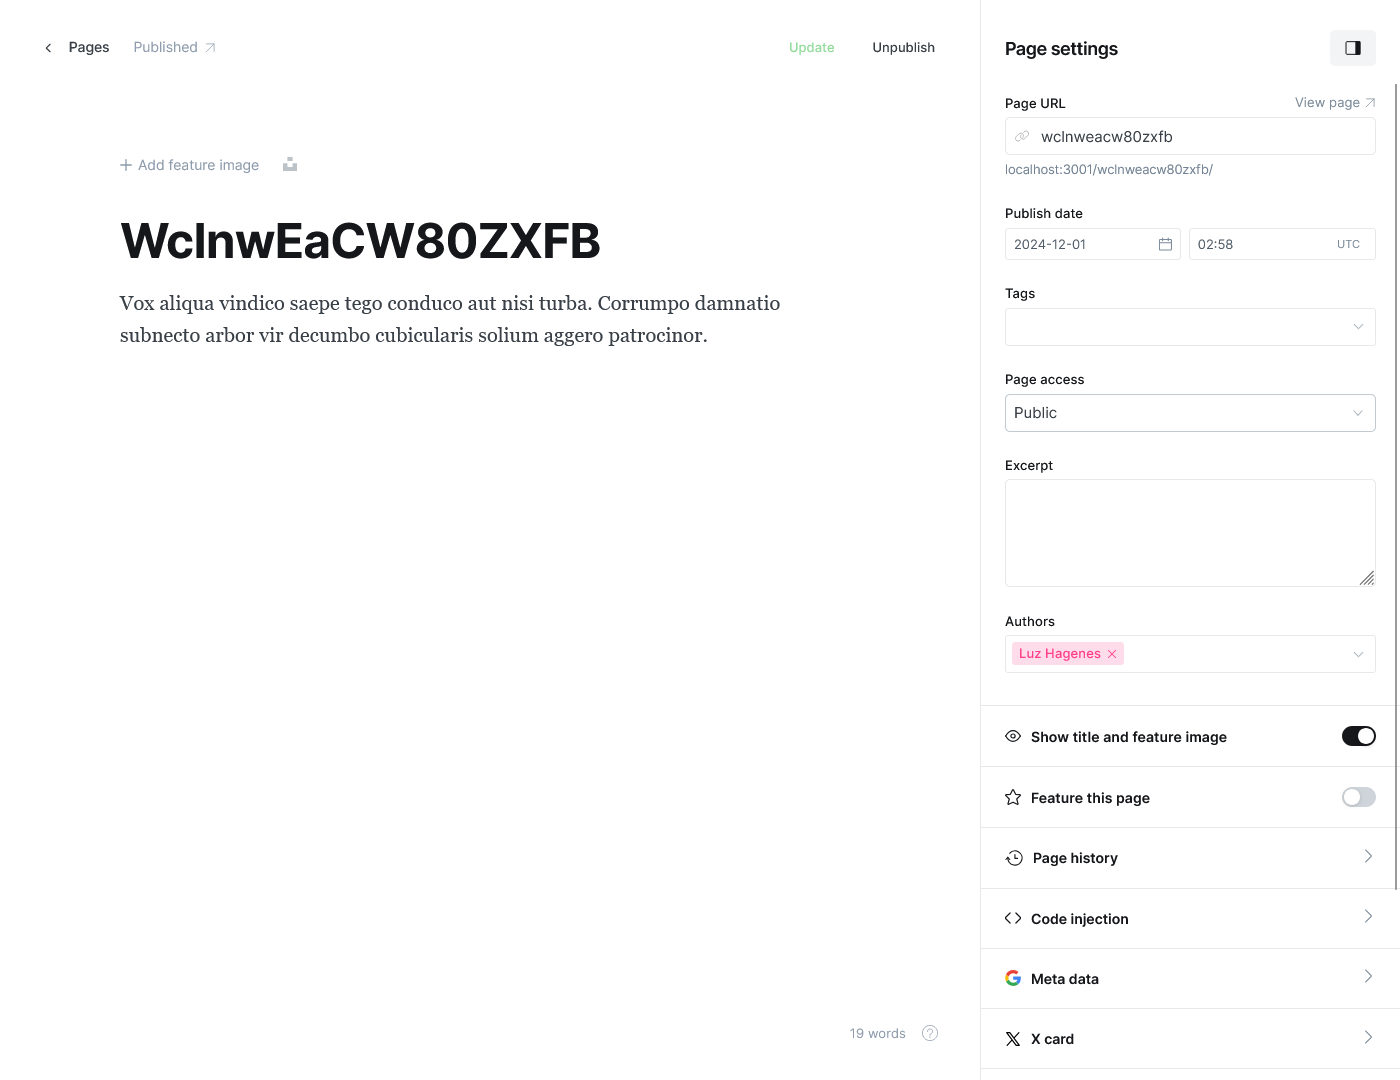 Pages
Published
Update
Unpublish
Page settings
Add feature image
WclnwEaCW80ZXFB
Vox aliqua vindico saepe tego conduco aut nisi turba. Corrumpo damnatio
subnecto arbor vir decumbo cubicularis solium aggero patrocinor.
19 words
Page URL
View page
wclnweacw80zxfb
localhost:3001/wclnweacw80zxfb/
Publish date
2024-12-01
02:58
UTC
Tags
Page access
Public
Excerpt
Authors
Luz Hagenes
Show title and feature image
Feature this page
Page history
Code injection
Meta data
X card